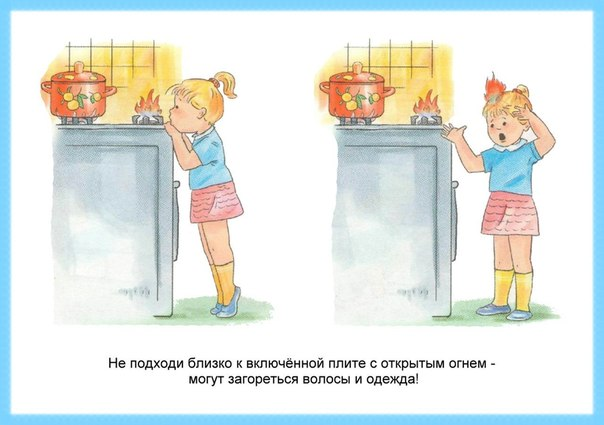 Не подходи близко к включённой плите с открытым огнем -
могут загореться волосы и одежда!